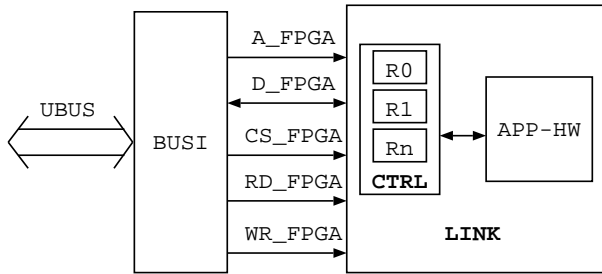 UBUS
BUSI
A_FPGA
D_FPGA
CS_FPGA
RD_FPGA
WR_FPGA
R0
R1
Rn
CTRL
APP-HW
LINK